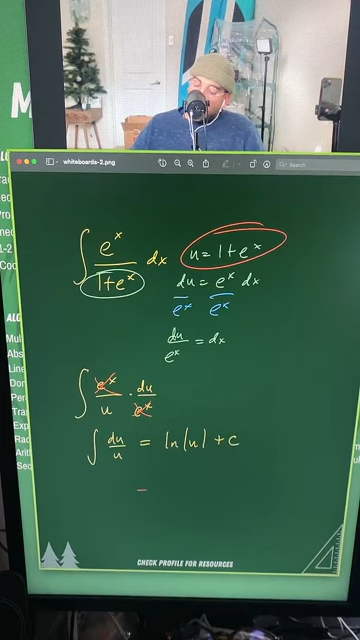 M
whiteboards-2.png
Search
∫ e^x / 1+e^x dx u = 1+e^x
du = e^x dx
e^x e^x
du / e^x = dx
∫ e^x / u · du / e^x
∫ du / u = ln|u| + c
CHECK PROFILE FOR RESOURCES